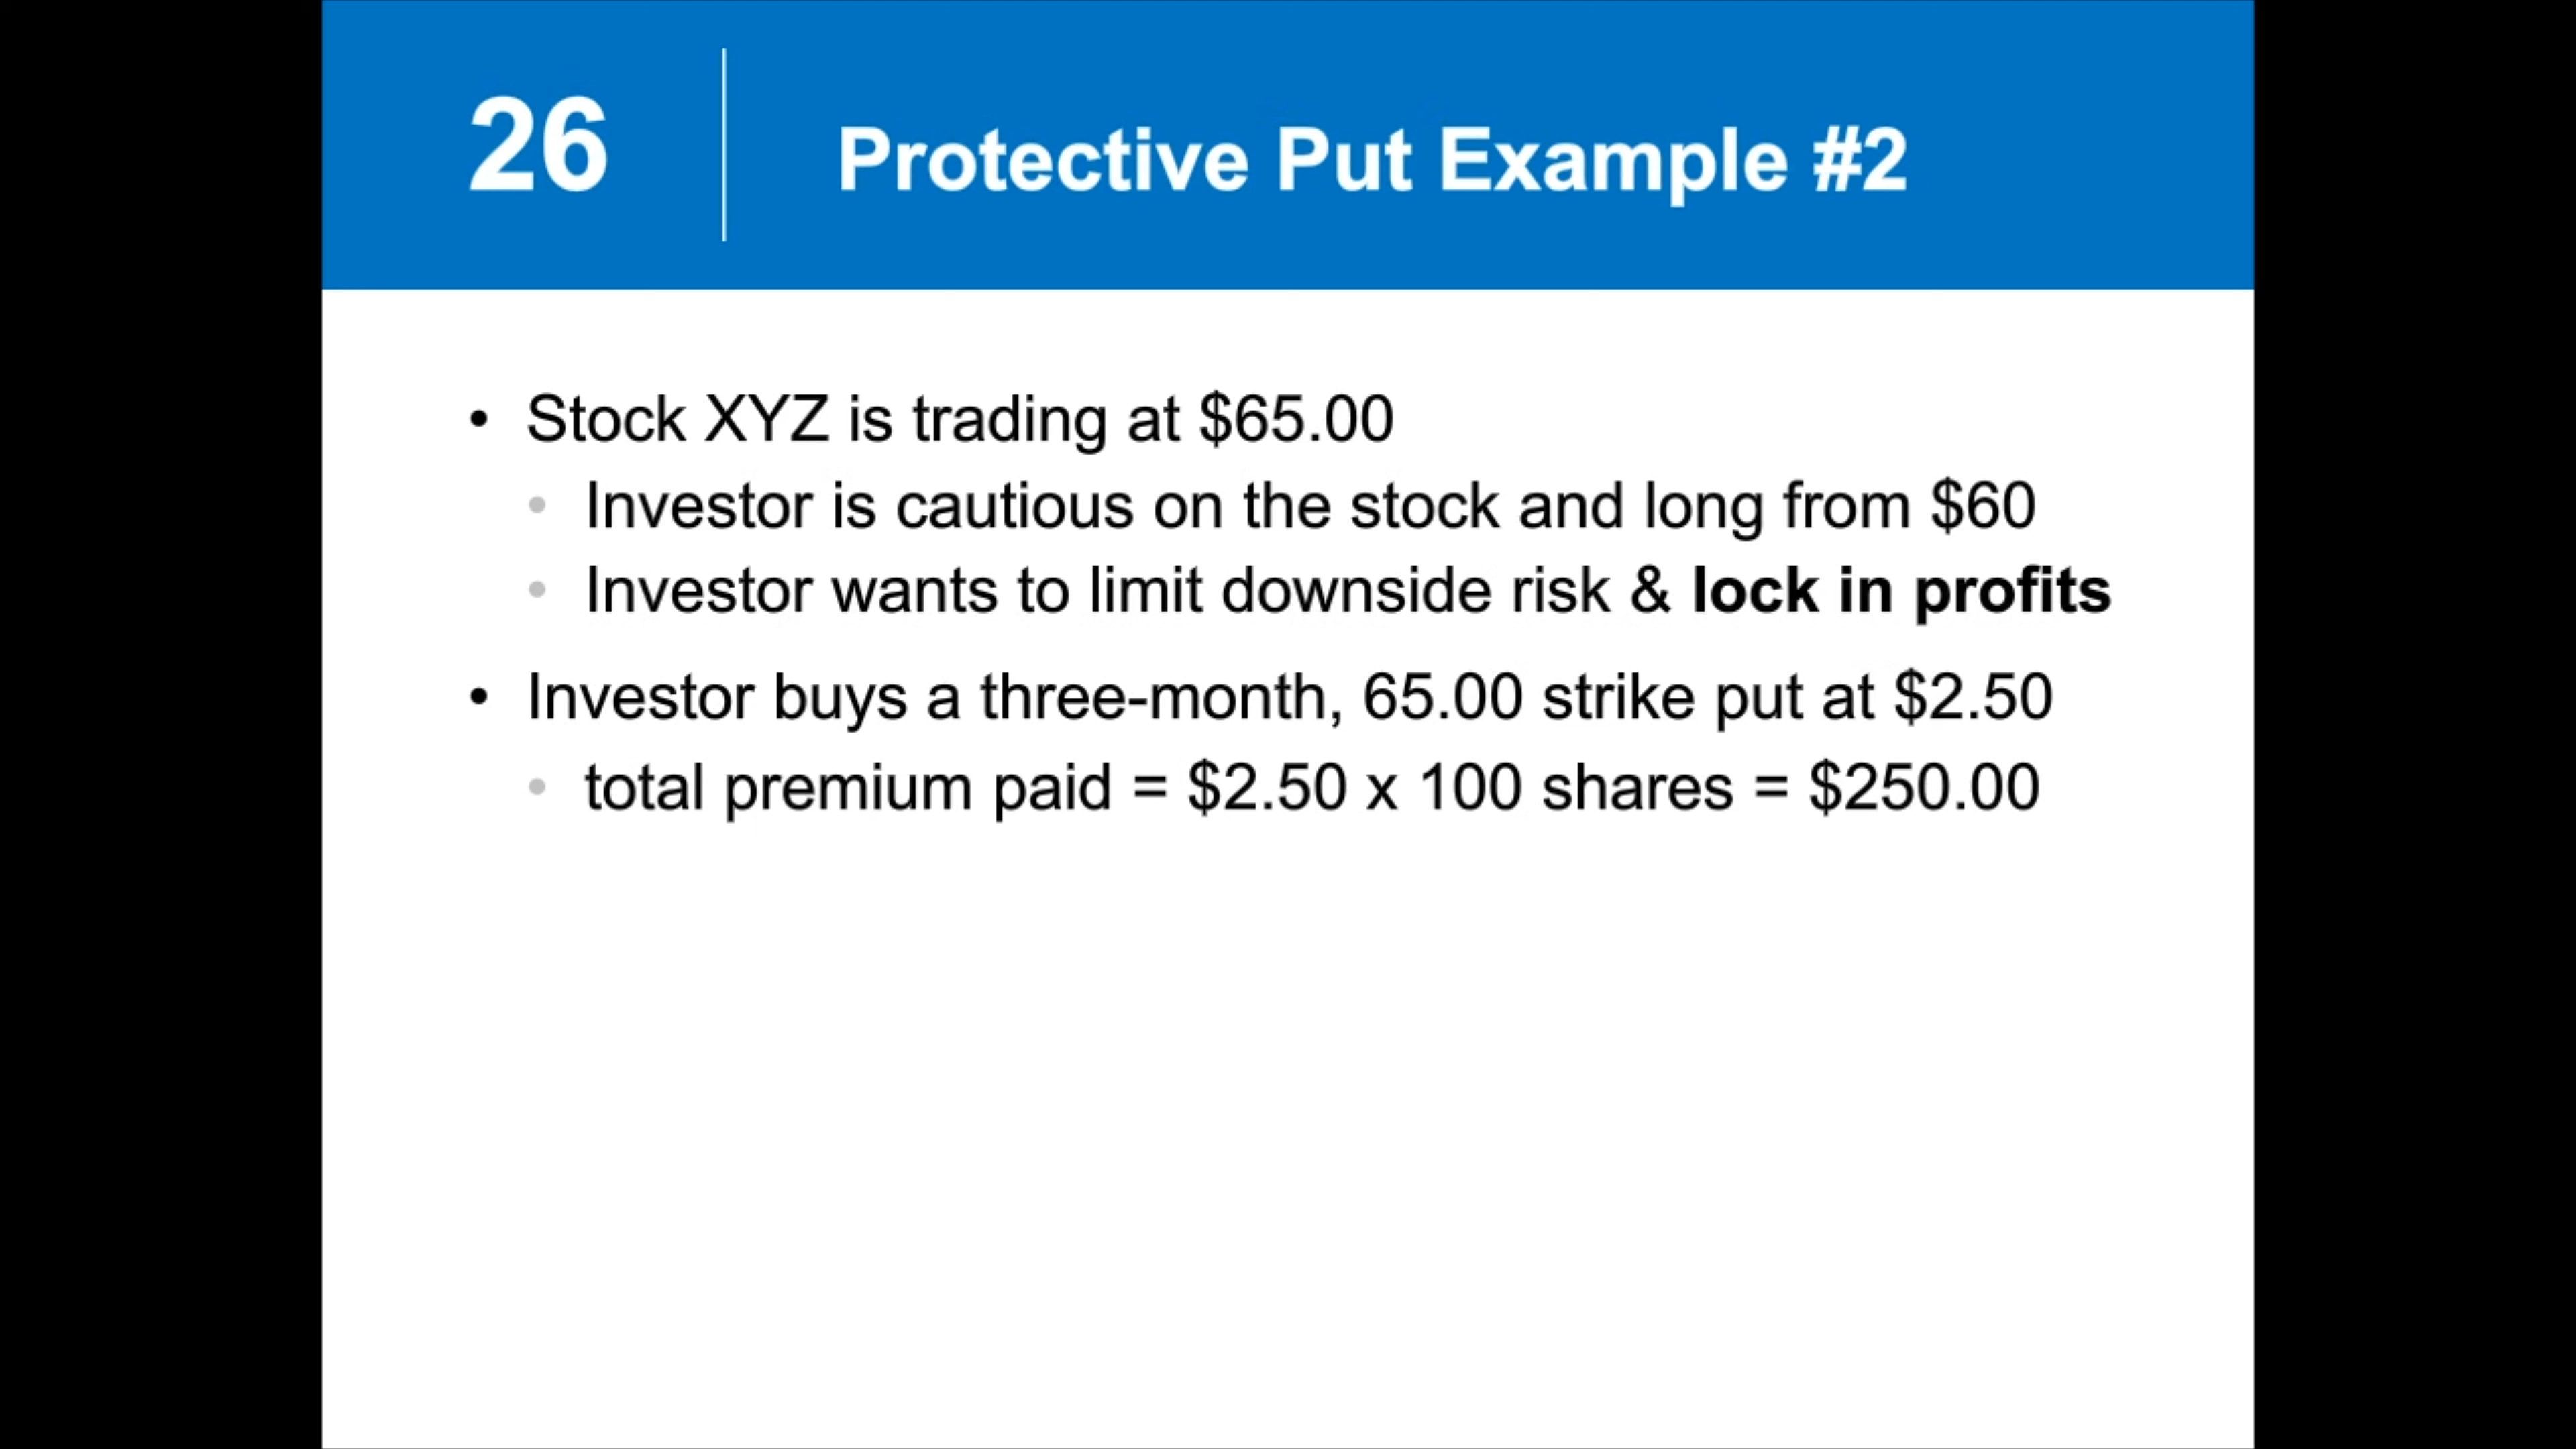 26
Protective Put Example #2
• Stock XYZ is trading at $65.00
• Investor is cautious on the stock and long from $60
• Investor wants to limit downside risk & lock in profits
• Investor buys a three-month, 65.00 strike put at $2.50
• total premium paid = $2.50 x 100 shares = $250.00